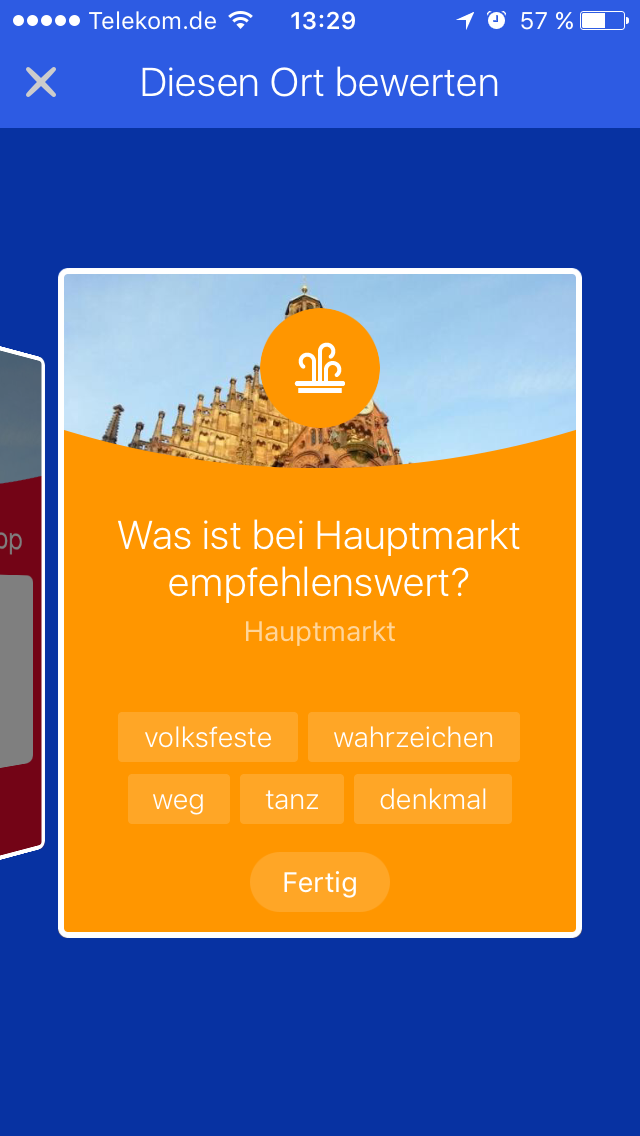 Telekom.de 13:29 57 %
Diesen Ort bewerten
Was ist bei Hauptmarkt
empfehlenswert?
Hauptmarkt
volksfeste wahrzeichen
weg tanz denkmal
Fertig